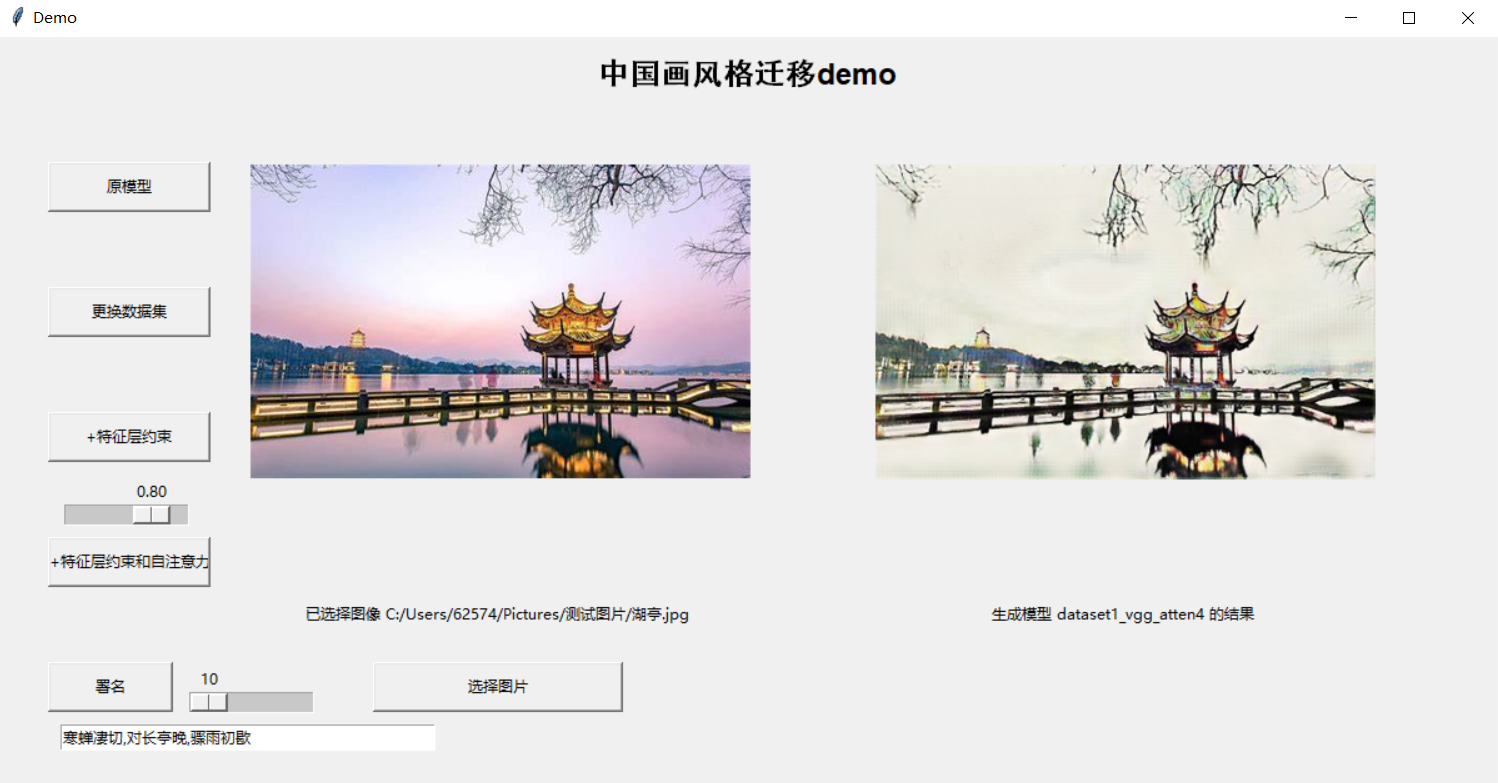 Demo
中国画风格迁移demo
原模型
更换数据集
+特征层约束
0.80
+特征层约束和自注意力
已选择图像 C:/Users/62574/Pictures/测试图片/湖亭.jpg
生成模型 dataset1_vgg_atten4 的结果
署名
10
选择图片
寒蝉凄切,对长亭晚,骤雨初歇